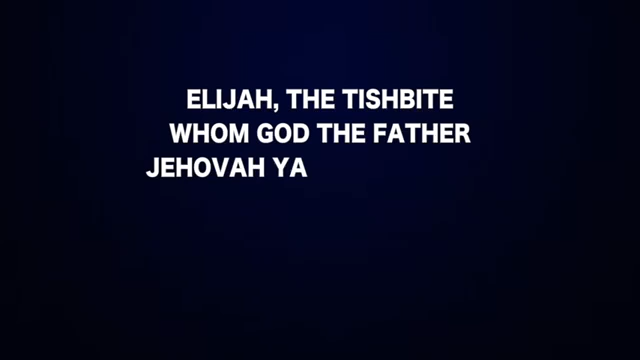 ELIJAH, THE TISHBITE
WHOM GOD THE FATHER
JEHOVAH YA